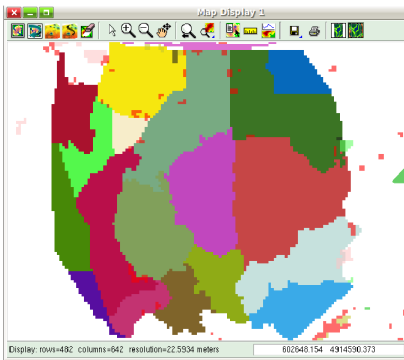 Map Display 1
Display: rows=482 columns=642 resolution=22.5934 meters 602648.154 4914590.373